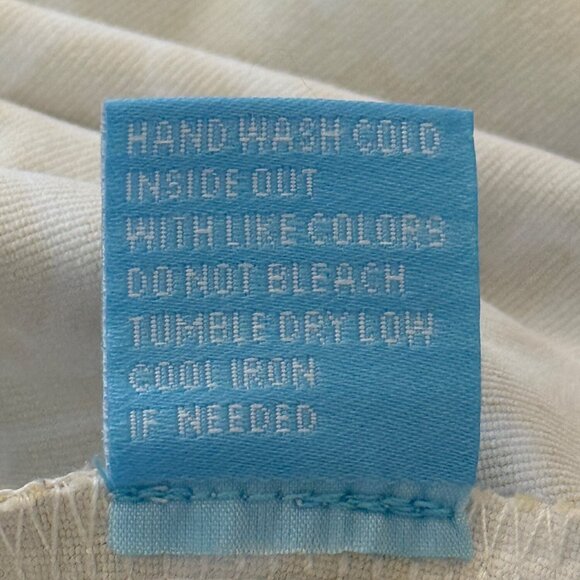 HAND WASH COLD
INSIDE OUT
WITH LIKE COLORS
DO NOT BLEACH
TUMBLE DRY LOW
COOL IRON
IF NEEDED